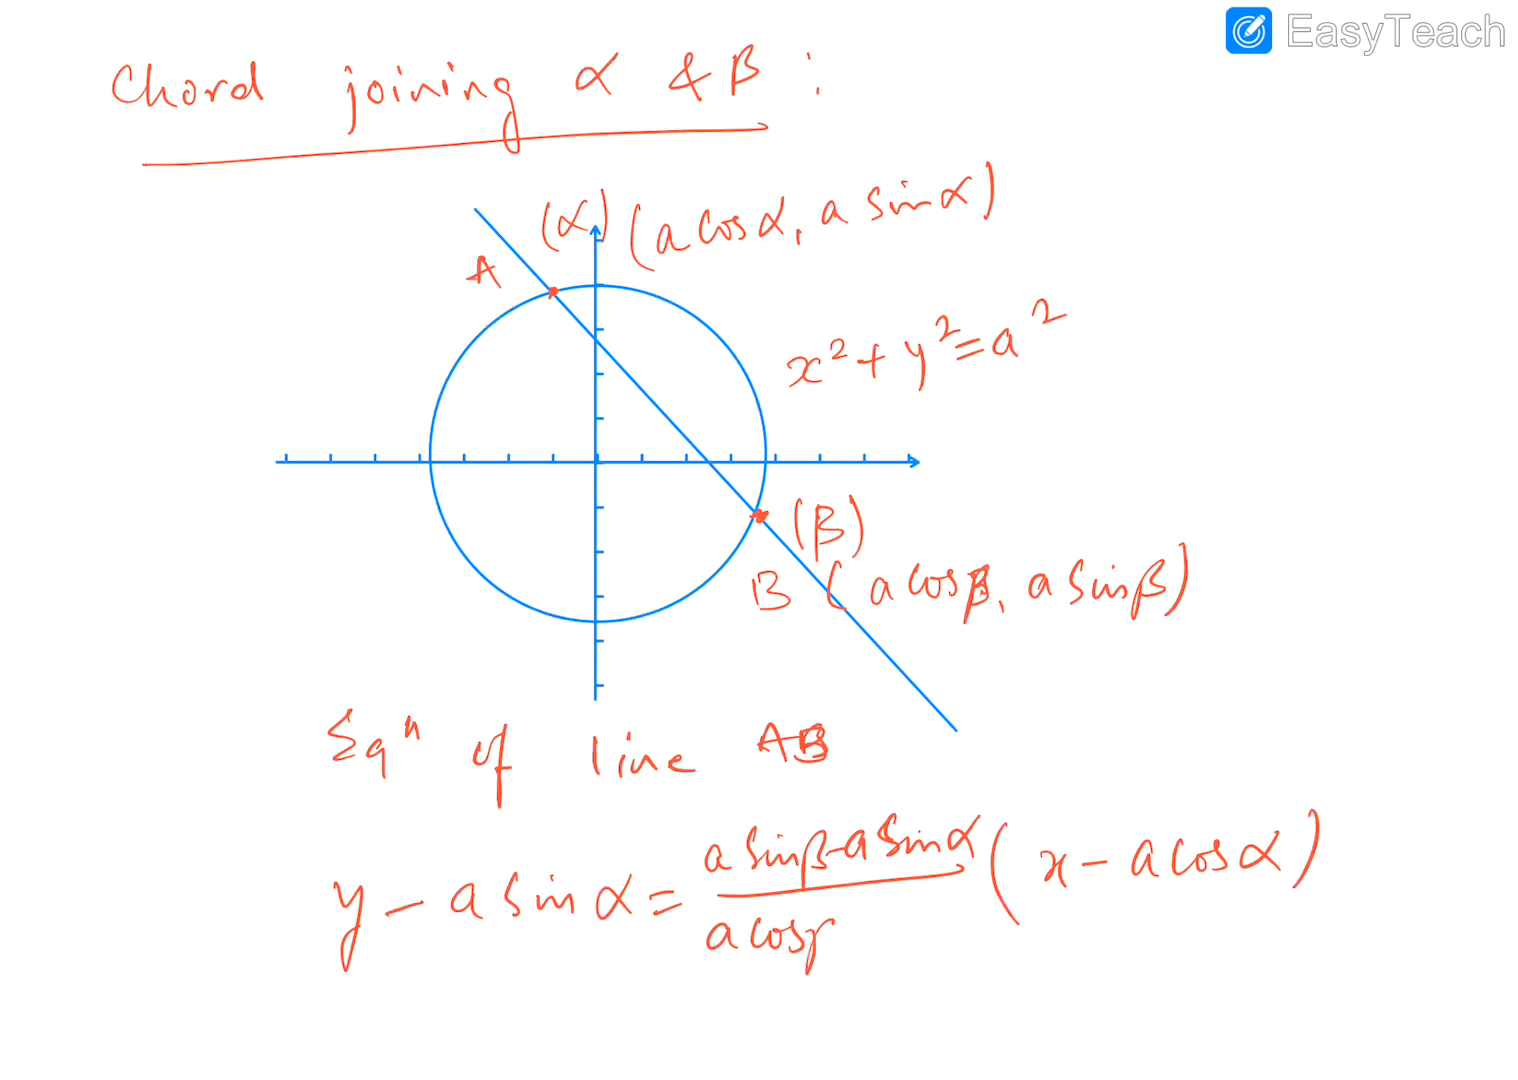 EasyTeach
Chord joining α & β :
(α) (a cos α, a sin α)
A
x² + y² = a²
(β)
B (a cos β, a sin β)
Eqⁿ of line AB
y - a sin α = (a sin β - a sin α)/(a cos β (x - a cos α)